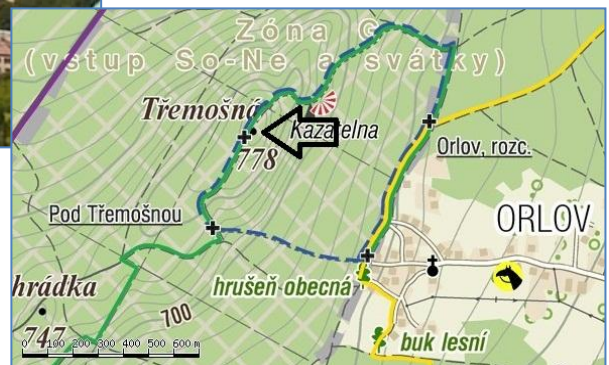 Zóna C
(vstup So-Ne a svátky)
Třemošná
Kazatelna
778
Orlov, rozc.
Pod Třemošnou
ORLOV
hrádka
hrušeň obecná
747
700
buk lesní
0 100 200 300 400 500 600 m